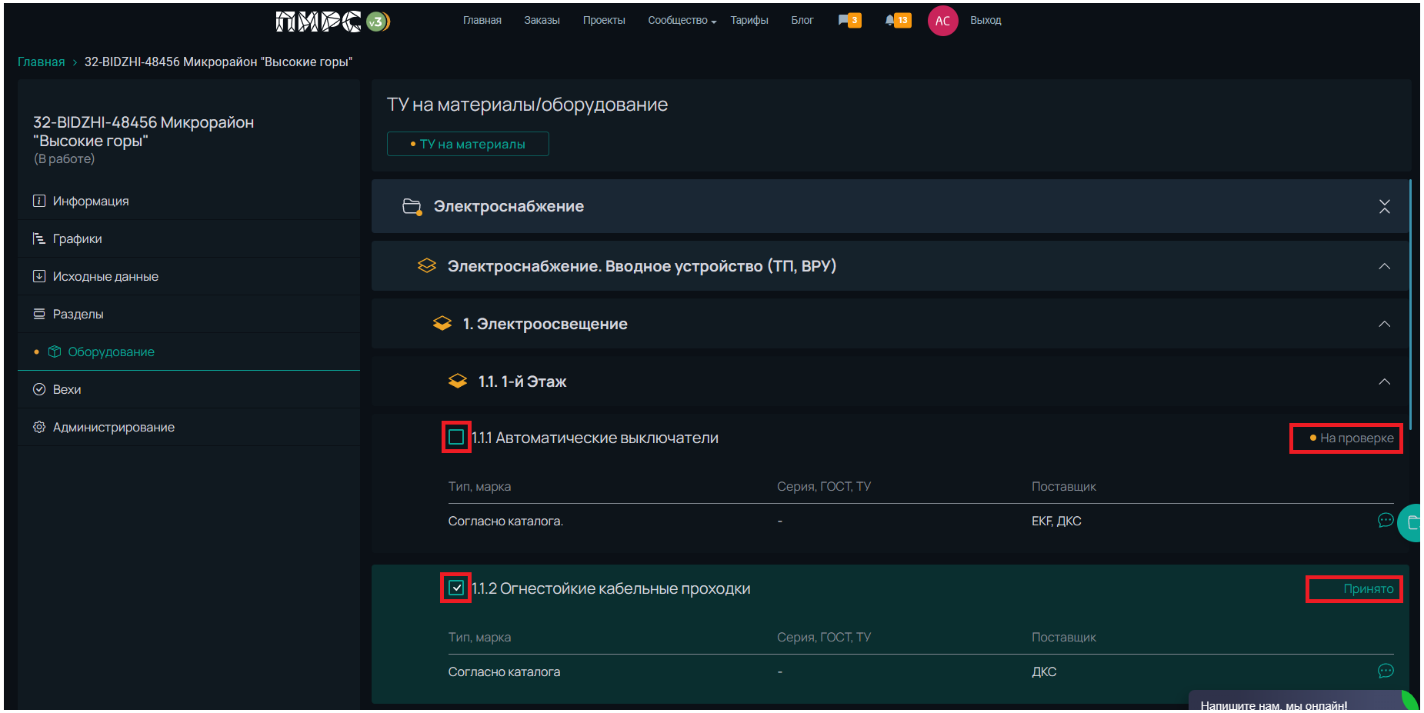 ПИРС v3
Главная Заказы Проекты Сообщество Тарифы Блог 3 13 АС Выход
Главная > 32-BIDZHI-48456 Микрорайон "Высокие горы"
32-BIDZHI-48456 Микрорайон
"Высокие горы"
(В работе)
Информация
Графики
Исходные данные
Разделы
Оборудование
Вехи
Администрирование
ТУ на материалы/оборудование
ТУ на материалы
Электроснабжение
Электроснабжение. Вводное устройство (ТП, ВРУ)
1. Электроосвещение
1.1. 1-й Этаж
1.1.1 Автоматические выключатели На проверке
Тип, марка Серия, ГОСТ, ТУ Поставщик
Согласно каталога. - EKF, ДКС
1.1.2 Огнестойкие кабельные проходки Принято
Тип, марка Серия, ГОСТ, ТУ Поставщик
Согласно каталога - ДКС
Напишите нам, мы онлайн!